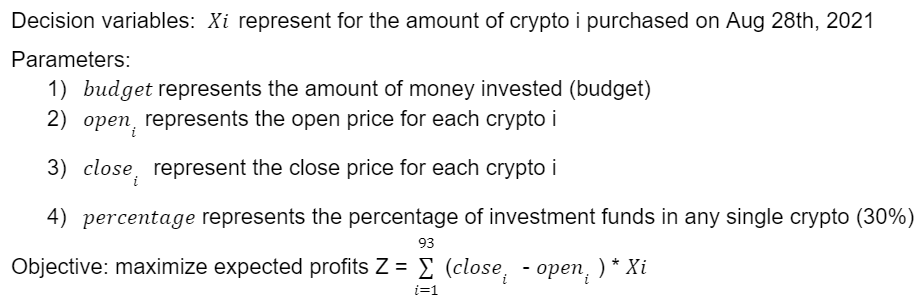 Decision variables: Xi represent for the amount of crypto i purchased on Aug 28th, 2021
Parameters:
1) budget represents the amount of money invested (budget)
2) open_i represents the open price for each crypto i
3) close_i represent the close price for each crypto i
4) percentage represents the percentage of investment funds in any single crypto (30%)
Objective: maximize expected profits Z = ∑_{i=1}^{93} (close_i - open_i ) * Xi